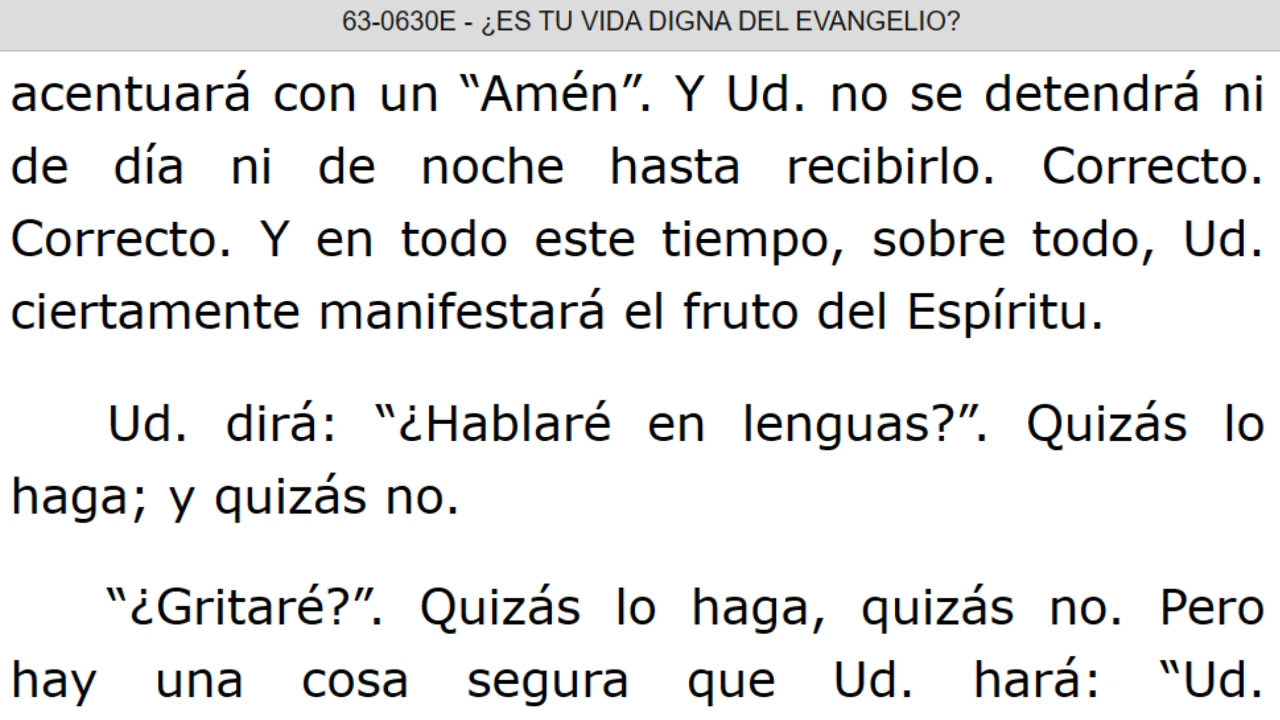 63-0630E - ¿ES TU VIDA DIGNA DEL EVANGELIO?
acentuará con un “Amén”. Y Ud. no se detendrá ni
de día ni de noche hasta recibirlo. Correcto.
Correcto. Y en todo este tiempo, sobre todo, Ud.
ciertamente manifestará el fruto del Espíritu.
Ud. dirá: “¿Hablaré en lenguas?”. Quizás lo
haga; y quizás no.
“¿Gritaré?”. Quizás lo haga, quizás no. Pero
hay una cosa segura que Ud. hará: “Ud.